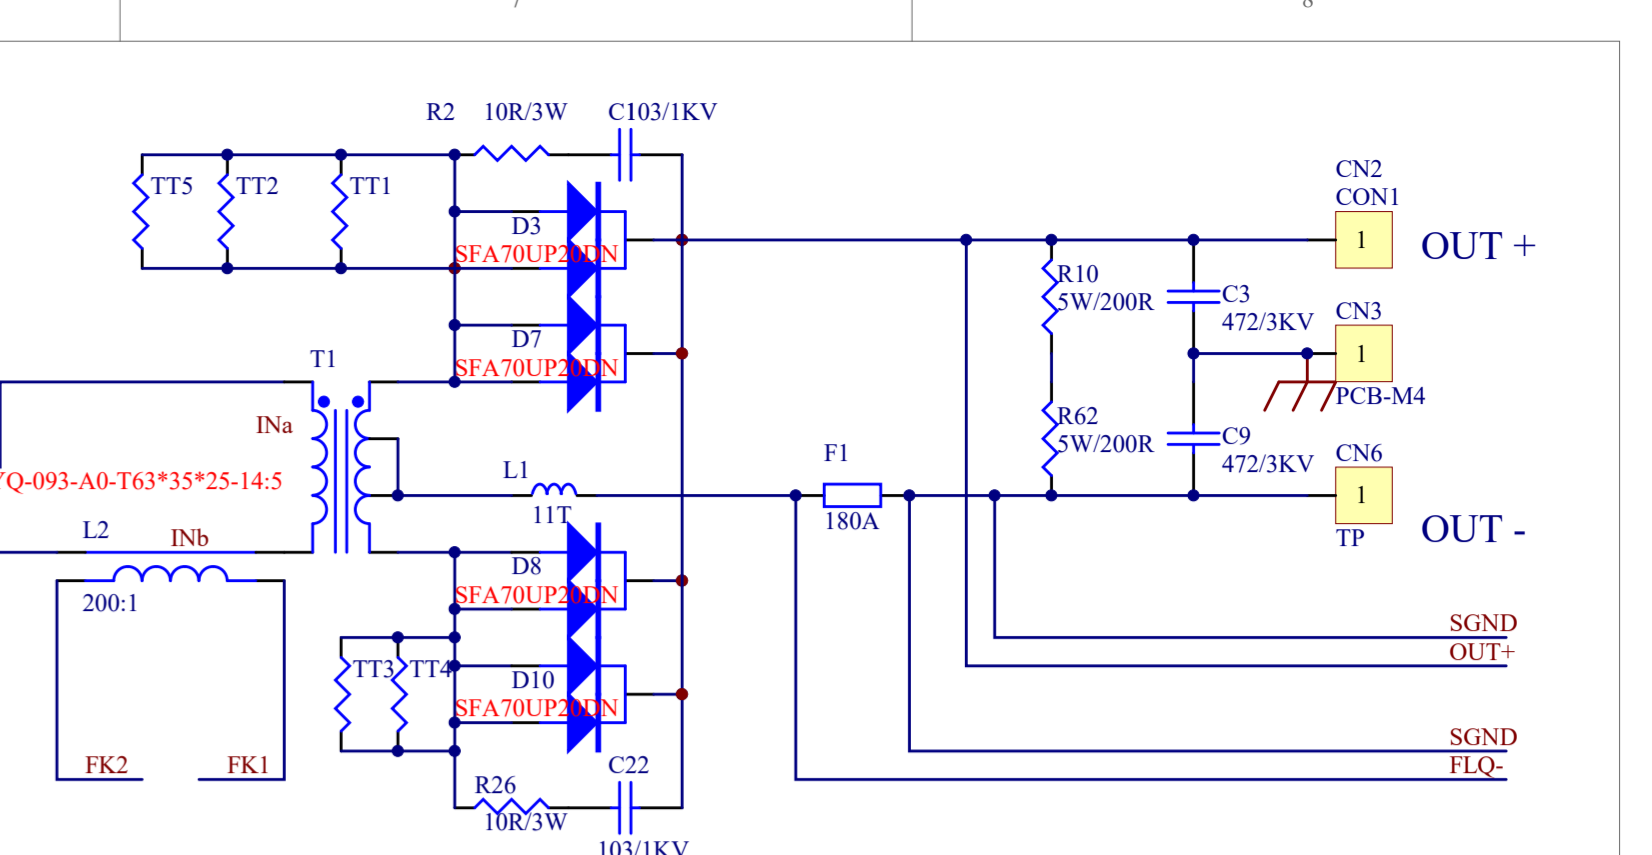 7
8
R2
10R/3W
C103/1KV
CN2
CON1
TT5
TT2
TT1
D3
1
OUT +
SFA70UP20DN
R10
5W/200R
C3
472/3KV
CN3
D7
1
T1
SFA70UP20DN
PCB-M4
INa
R62
5W/200R
C9
472/3KV
F1
CN6
L1
YQ-093-A0-T63*35*25-14:5
1
11T
180A
L2
INb
TP
OUT -
D8
SFA70UP20DN
200:1
SGND
OUT+
TT3
TT4
D10
SFA70UP20DN
SGND
FK2
FK1
C22
FLQ-
R26
10R/3W
103/1KV